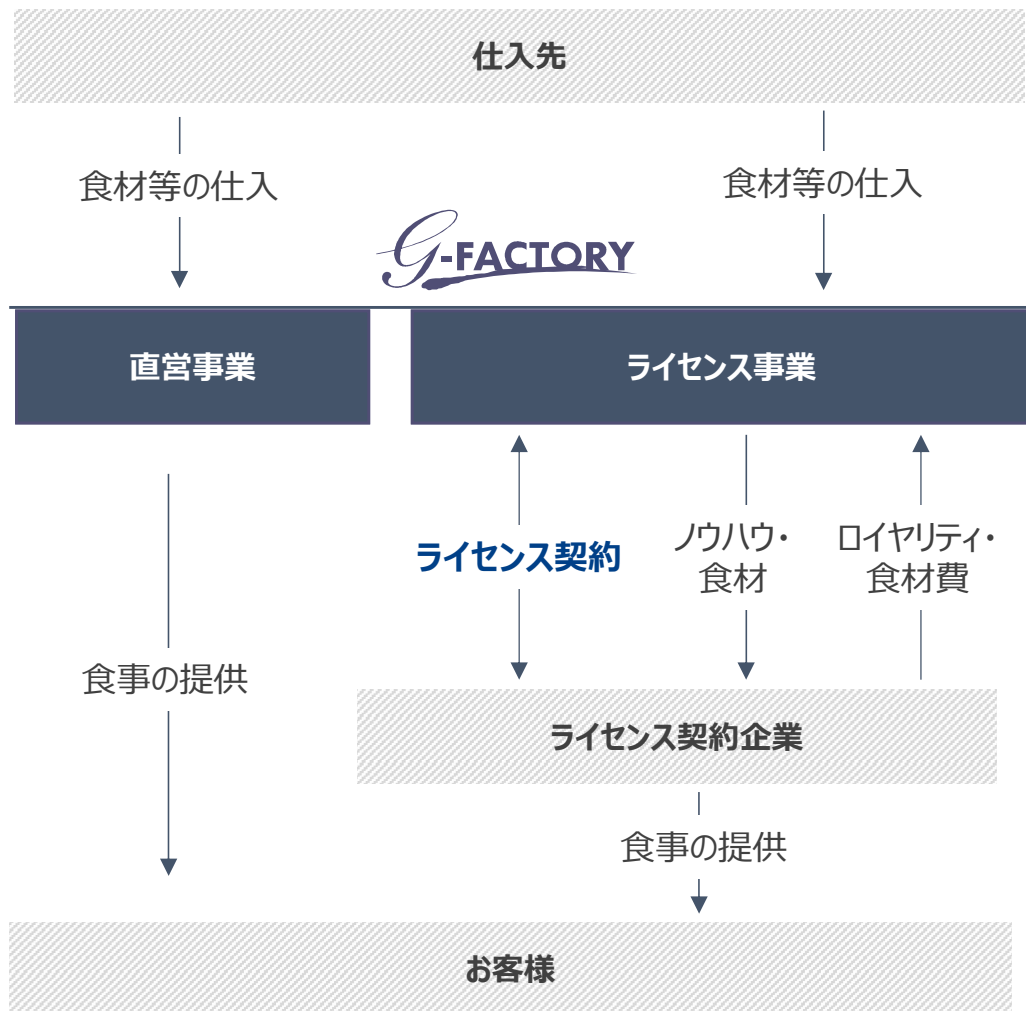 仕入先
食材等の仕入
食材等の仕入
G-FACTORY
直営事業
ライセンス事業
ライセンス契約
ノウハウ・
食材
ロイヤリティ・
食材費
食事の提供
ライセンス契約企業
食事の提供
お客様